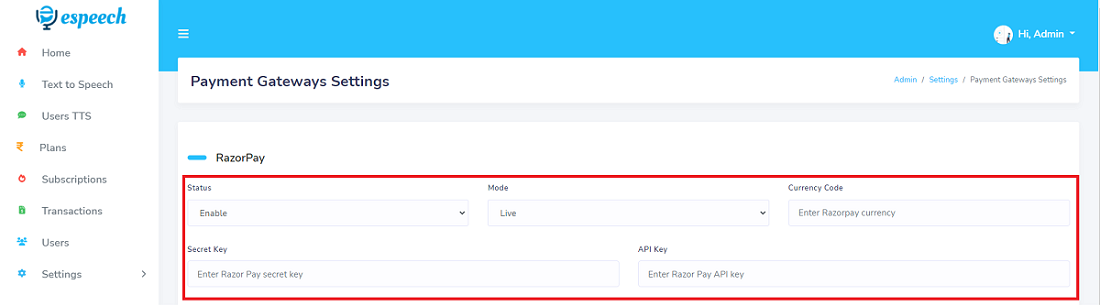 espeech
Home
Text to Speech
Users TTS
Plans
Subscriptions
Transactions
Users
Settings
Hi, Admin
Payment Gateways Settings
Admin / Settings / Payment Gateways Settings
RazorPay
Status Mode Currency Code
Enable Live Enter Razorpay currency
Secret Key API Key
Enter Razor Pay secret key Enter Razor Pay API key